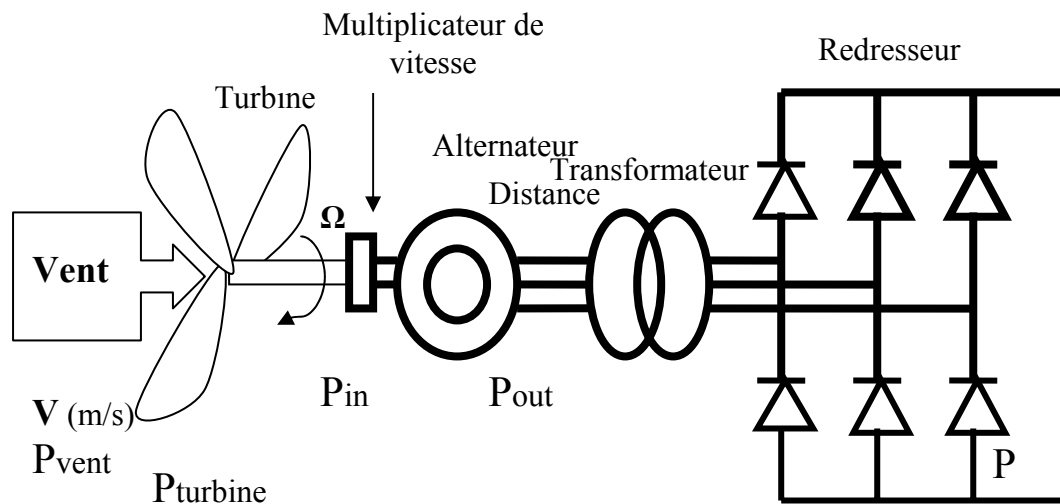 Multiplicateur de
vitesse
Redresseur
Turbine
Alternateur
Transformateur
Distance
Ω
Vent
Pin
Pout
V (m/s)
Pvent
Pturbine
P